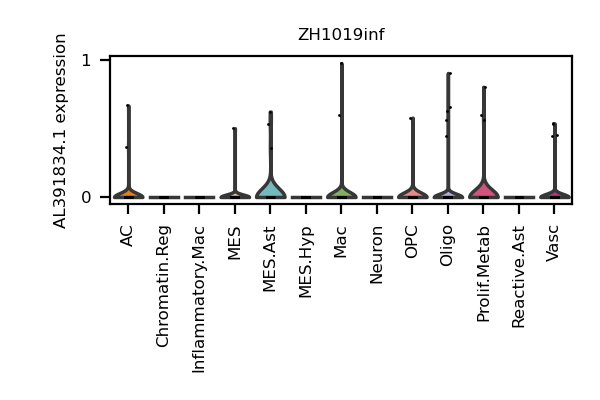 ZH1019inf
AL391834.1 expression
1
0
AC
Chromatin.Reg
Inflammatory.Mac
MES
MES.Ast
MES.Hyp
Mac
Neuron
OPC
Oligo
Prolif.Metab
Reactive.Ast
Vasc